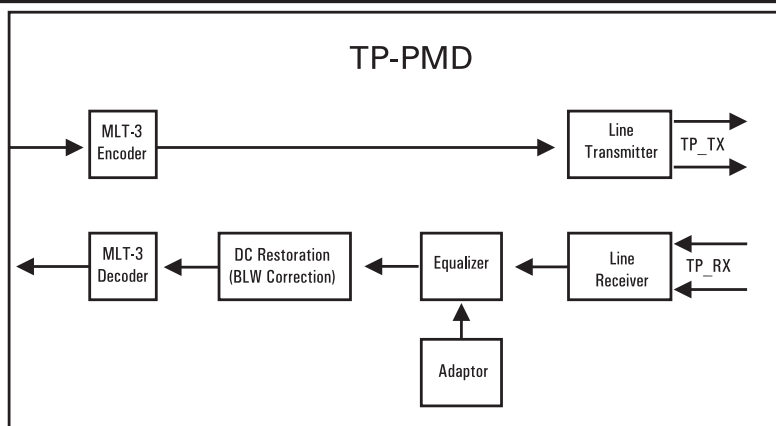 TP-PMD
MLT-3
Encoder
Line
Transmitter
TP_TX
MLT-3
Decoder
DC Restoration
(BLW Correction)
Equalizer
Line
Receiver
TP_RX
Adaptor